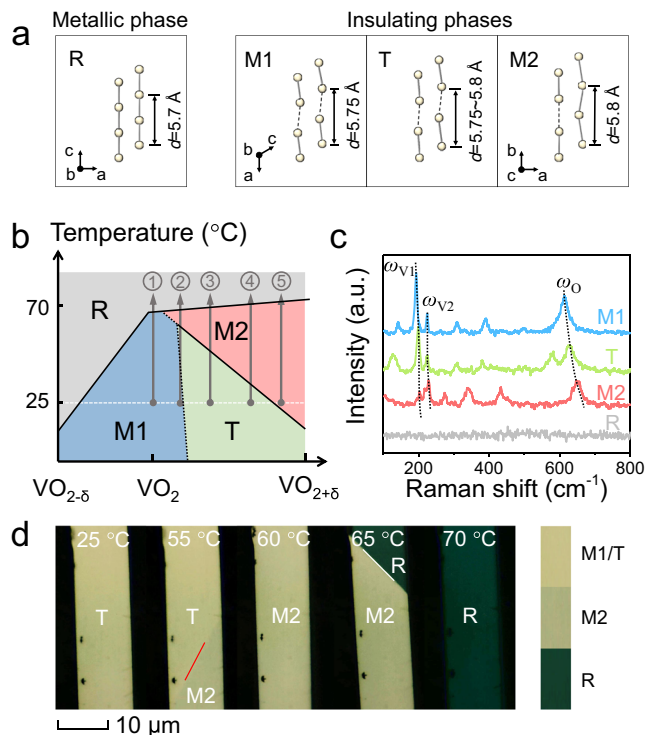 Metallic phase
Insulating phases
a
R
M1
T
M2
d=5.7 Å
d=5.75 Å
d=5.75~5.8 Å
d=5.8 Å
c
b
a
b
c
a
b
c
a
b
Temperature (°C)
① ② ③ ④ ⑤
70
R
M2
25
M1
T
VO2-δ
VO2
VO2+δ
c
Intensity (a.u.)
ωV1
ωV2
ωO
M1
T
M2
R
200 400 600 800
Raman shift (cm-1)
d
25 °C
55 °C
60 °C
65 °C
70 °C
R
T
T
M2
M2
R
M2
10 μm
M1/T
M2
R